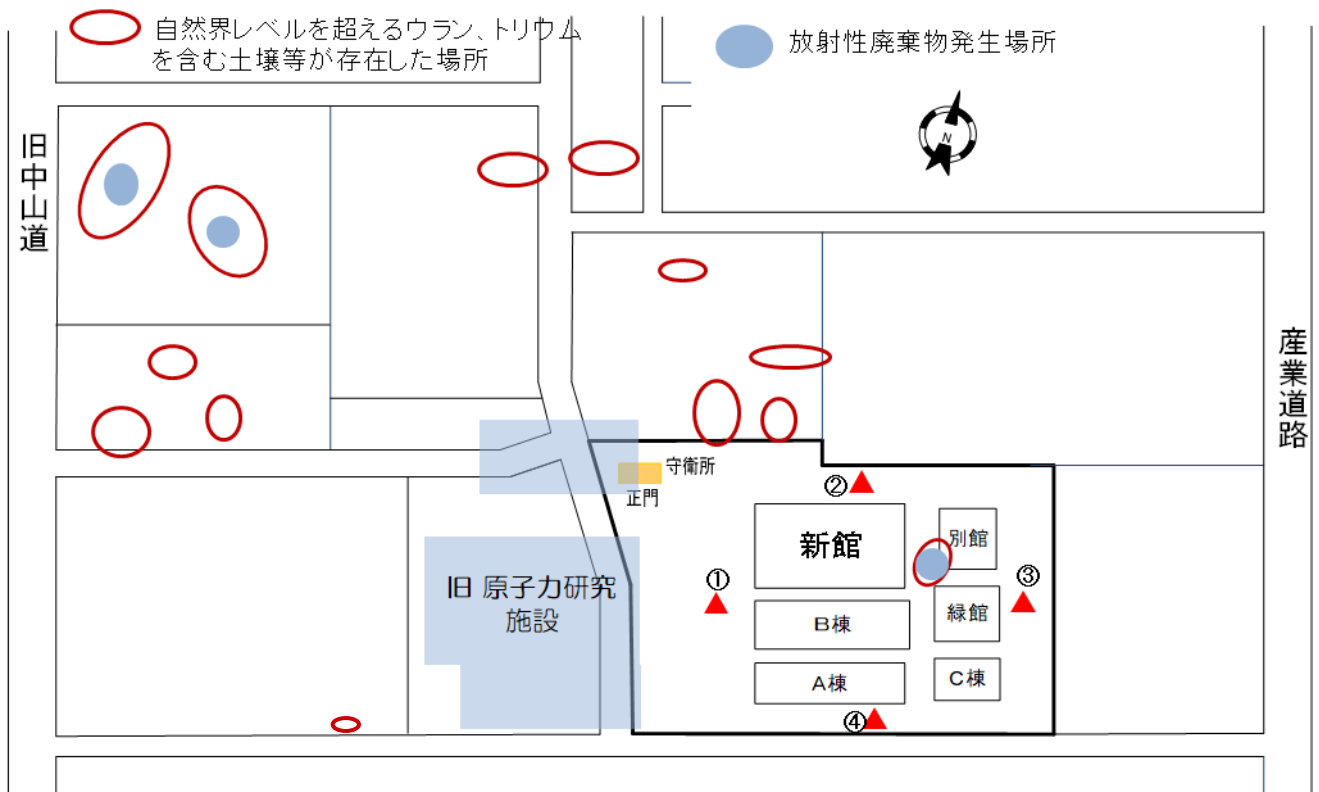 自然界レベルを超えるウラン、トリウム
を含む土壌等が存在した場所
放射性廃棄物発生場所
N
旧中山道
産業道路
守衛所
正門
②
新館
別館
旧 原子力研究
施設
①
③
B棟
緑館
A棟
C棟
④